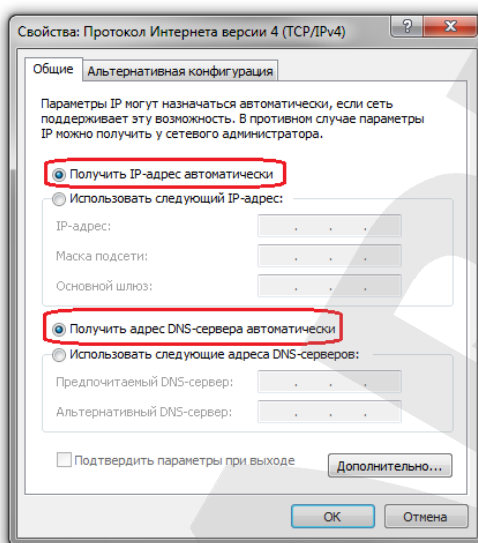 Свойства: Протокол Интернета версии 4 (TCP/IPv4)
Общие
Альтернативная конфигурация
Параметры IP могут назначаться автоматически, если сеть
поддерживает эту возможность. В противном случае параметры
IP можно получить у сетевого администратора.
Получить IP-адрес автоматически
Использовать следующий IP-адрес:
IP-адрес:
Маска подсети:
Основной шлюз:
Получить адрес DNS-сервера автоматически
Использовать следующие адреса DNS-серверов:
Предпочитаемый DNS-сервер:
Альтернативный DNS-сервер:
Подтвердить параметры при выходе
Дополнительно...
ОК
Отмена